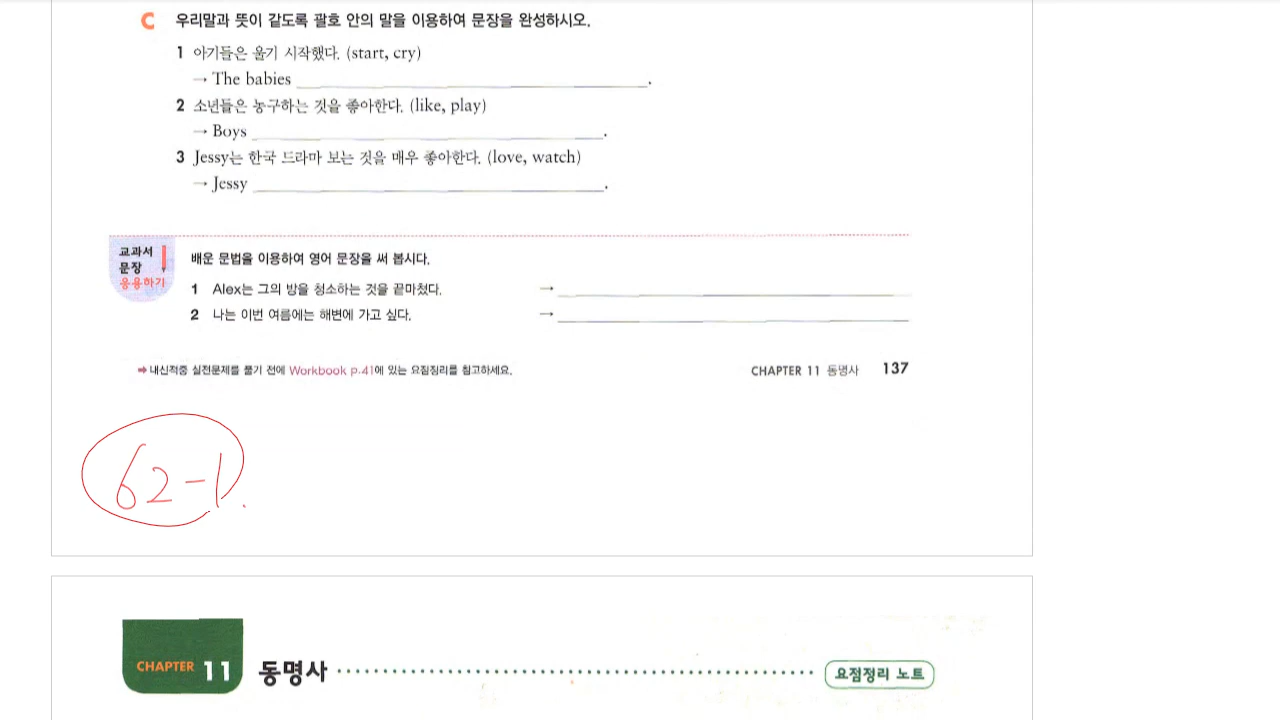 C 우리말과 뜻이 같도록 괄호 안의 말을 이용하여 문장을 완성하시오.
1 아기들은 울기 시작했다. (start, cry)
→ The babies .
2 소년들은 농구하는 것을 좋아한다. (like, play)
→ Boys .
3 Jessy는 한국 드라마 보는 것을 매우 좋아한다. (love, watch)
→ Jessy .
교과서
문장
응용하기
배운 문법을 이용하여 영어 문장을 써 봅시다.
1 Alex는 그의 방을 청소하는 것을 끝마쳤다. →
2 나는 이번 여름에는 해변에 가고 싶다. →
➡ 내신적중 실전문제를 풀기 전에 Workbook p.41에 있는 요점정리를 참고하세요.
CHAPTER 11 동명사 137
62-1.
CHAPTER 11 동명사 요점정리 노트